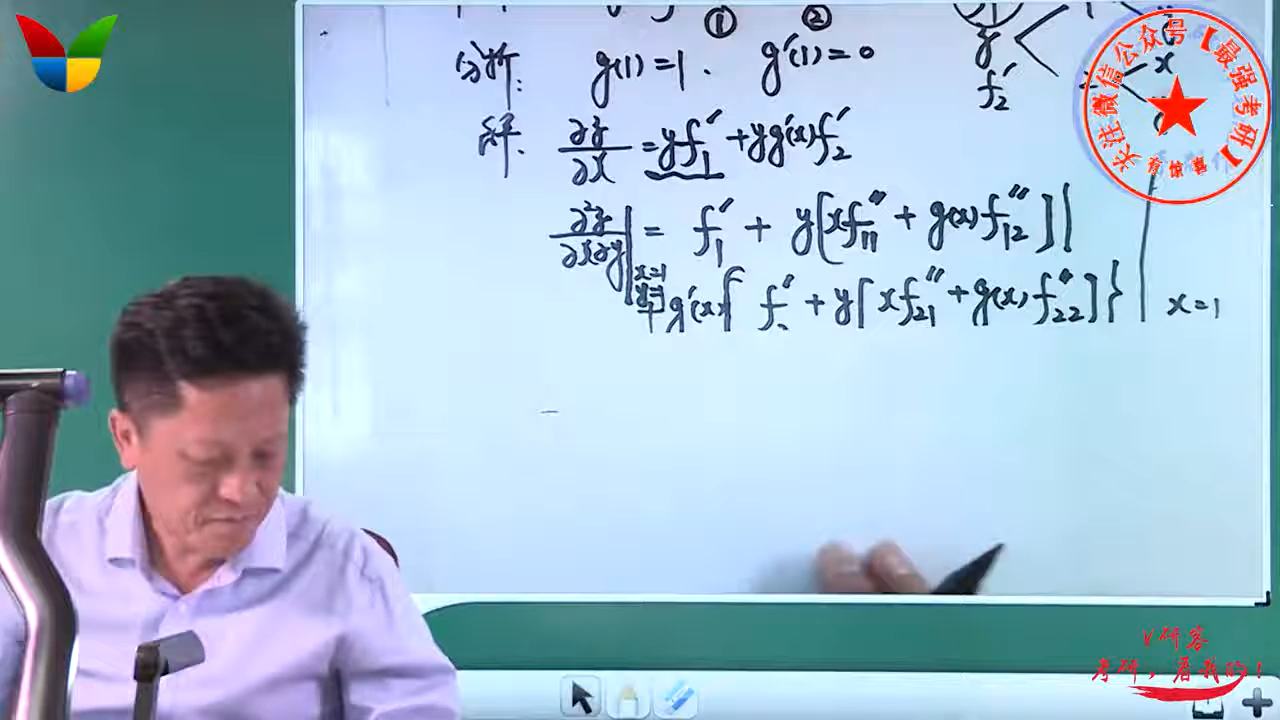 ① ②
分析: g(1)=1. g'(1)=0
y
f₂'
x
解. ∂z/∂x = yf₁' + yg'(x)f₂'
∂²z/∂x∂y | x=1 y=1 = f₁' + y[xf₁₁'' + g(x)f₁₂'']|
+ g'(x){ f' + y[xf₂₁'' + g(x)f₂₂'']}| x=1
关注微信公众号【最强考研】
V研客
考研，看我的！